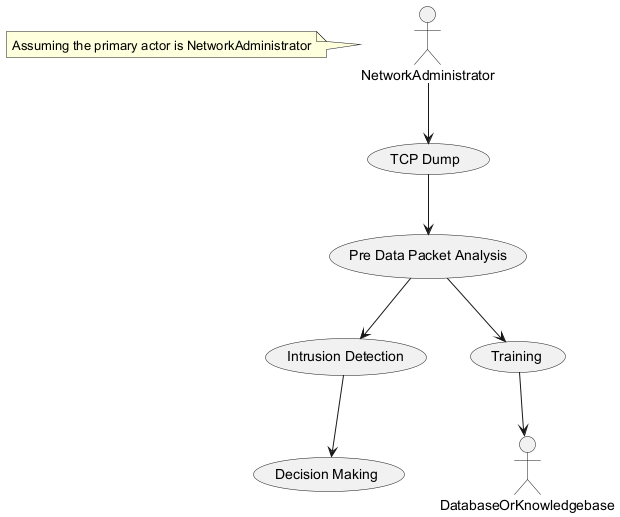 Assuming the primary actor is NetworkAdministrator
NetworkAdministrator
TCP Dump
Pre Data Packet Analysis
Intrusion Detection
Training
Decision Making
DatabaseOrKnowledgebase